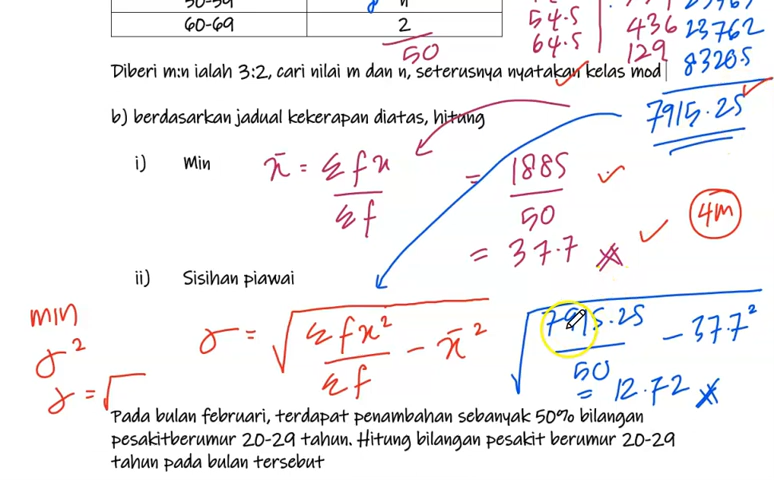 60-69 2 54.5 436 23762
50 64.5 129 8320.5
Diberi m:n ialah 3:2, cari nilai m dan n, seterusnya nyatakan kelas mod
7915.25
b) berdasarkan jadual kekerapan diatas, hitung
i) Min x̄ = Σfx / Σf = 1885 / 50
= 37.7
4m
ii) Sisihan piawai
min
σ²
σ = √
σ = √(Σfx² / Σf − x̄²) √(7915.25 / 50 − 37.7²)
= 12.72
Pada bulan februari, terdapat penambahan sebanyak 50% bilangan
pesakitberumur 20-29 tahun. Hitung bilangan pesakit berumur 20-29
tahun pada bulan tersebut